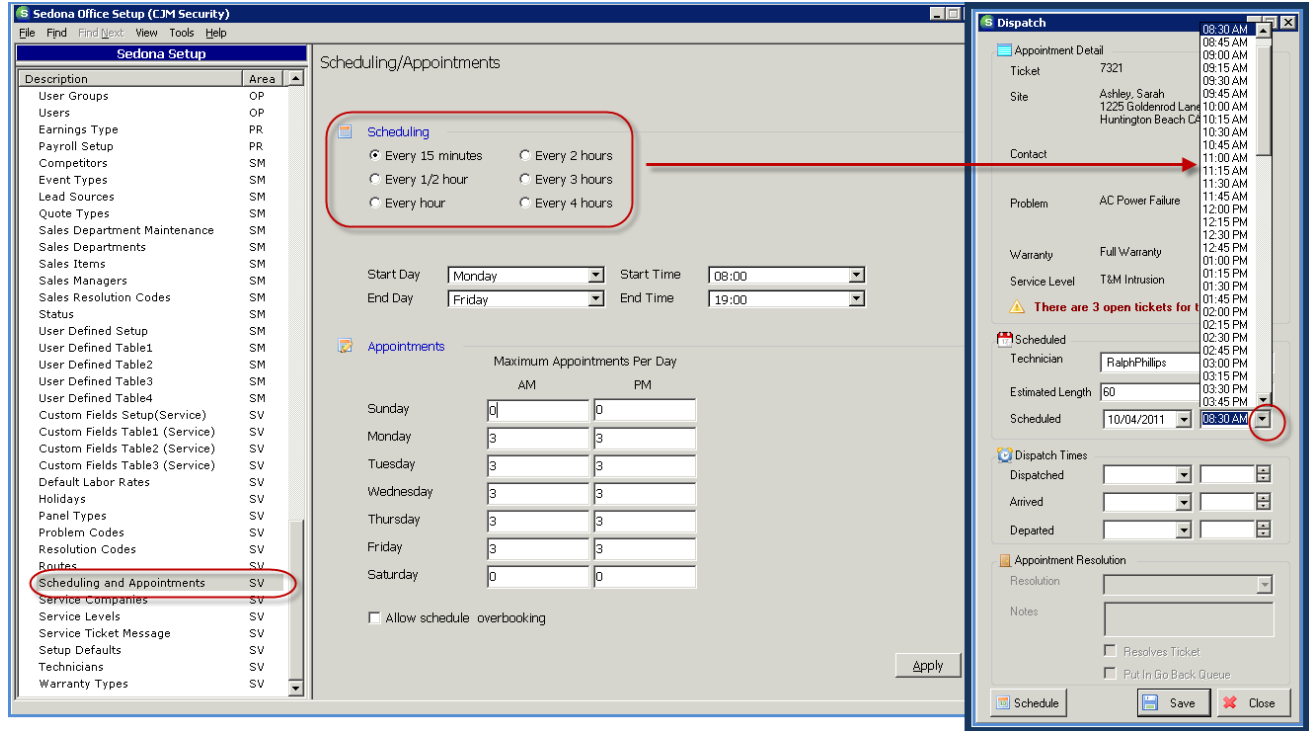 Sedona Office Setup (CJM Security)
File Find Find Next View Tools Help
Sedona Setup
Description Area
User Groups OP
Users OP
Earnings Type PR
Payroll Setup PR
Competitors SM
Event Types SM
Lead Sources SM
Quote Types SM
Sales Department Maintenance SM
Sales Departments SM
Sales Items SM
Sales Managers SM
Sales Resolution Codes SM
Status SM
User Defined Setup SM
User Defined Table1 SM
User Defined Table2 SM
User Defined Table3 SM
User Defined Table4 SM
Custom Fields Setup(Service) SV
Custom Fields Table1 (Service) SV
Custom Fields Table2 (Service) SV
Custom Fields Table3 (Service) SV
Default Labor Rates SV
Holidays SV
Panel Types SV
Problem Codes SV
Resolution Codes SV
Routes SV
Scheduling and Appointments SV
Service Companies SV
Service Levels SV
Service Ticket Message SV
Setup Defaults SV
Technicians SV
Warranty Types SV
Scheduling/Appointments
Scheduling
Every 15 minutes Every 2 hours
Every 1/2 hour Every 3 hours
Every hour Every 4 hours
Start Day Monday Start Time 08:00
End Day Friday End Time 19:00
Appointments
Maximum Appointments Per Day
AM PM
Sunday 0 0
Monday 3 3
Tuesday 3 3
Wednesday 3 3
Thursday 3 3
Friday 3 3
Saturday 0 0
Allow schedule overbooking
Apply
Dispatch
Appointment Detail
Ticket 7321
Site Ashley, Sarah
1225 Goldenrod Lane
Huntington Beach CA
Contact
Problem AC Power Failure
Warranty Full Warranty
Service Level T&M Intrusion
There are 3 open tickets for t
08:30 AM
08:45 AM
09:00 AM
09:15 AM
09:30 AM
09:45 AM
10:00 AM
10:15 AM
10:30 AM
10:45 AM
11:00 AM
11:15 AM
11:30 AM
11:45 AM
12:00 PM
12:15 PM
12:30 PM
12:45 PM
01:00 PM
01:15 PM
01:30 PM
01:45 PM
02:00 PM
02:15 PM
02:30 PM
02:45 PM
03:00 PM
03:15 PM
03:30 PM
03:45 PM
Scheduled
Technician RalphPhillips
Estimated Length 60
Scheduled 10/04/2011 08:30 AM
Dispatch Times
Dispatched
Arrived
Departed
Appointment Resolution
Resolution
Notes
Resolves Ticket
Put In Go Back Queue
Schedule Save Close